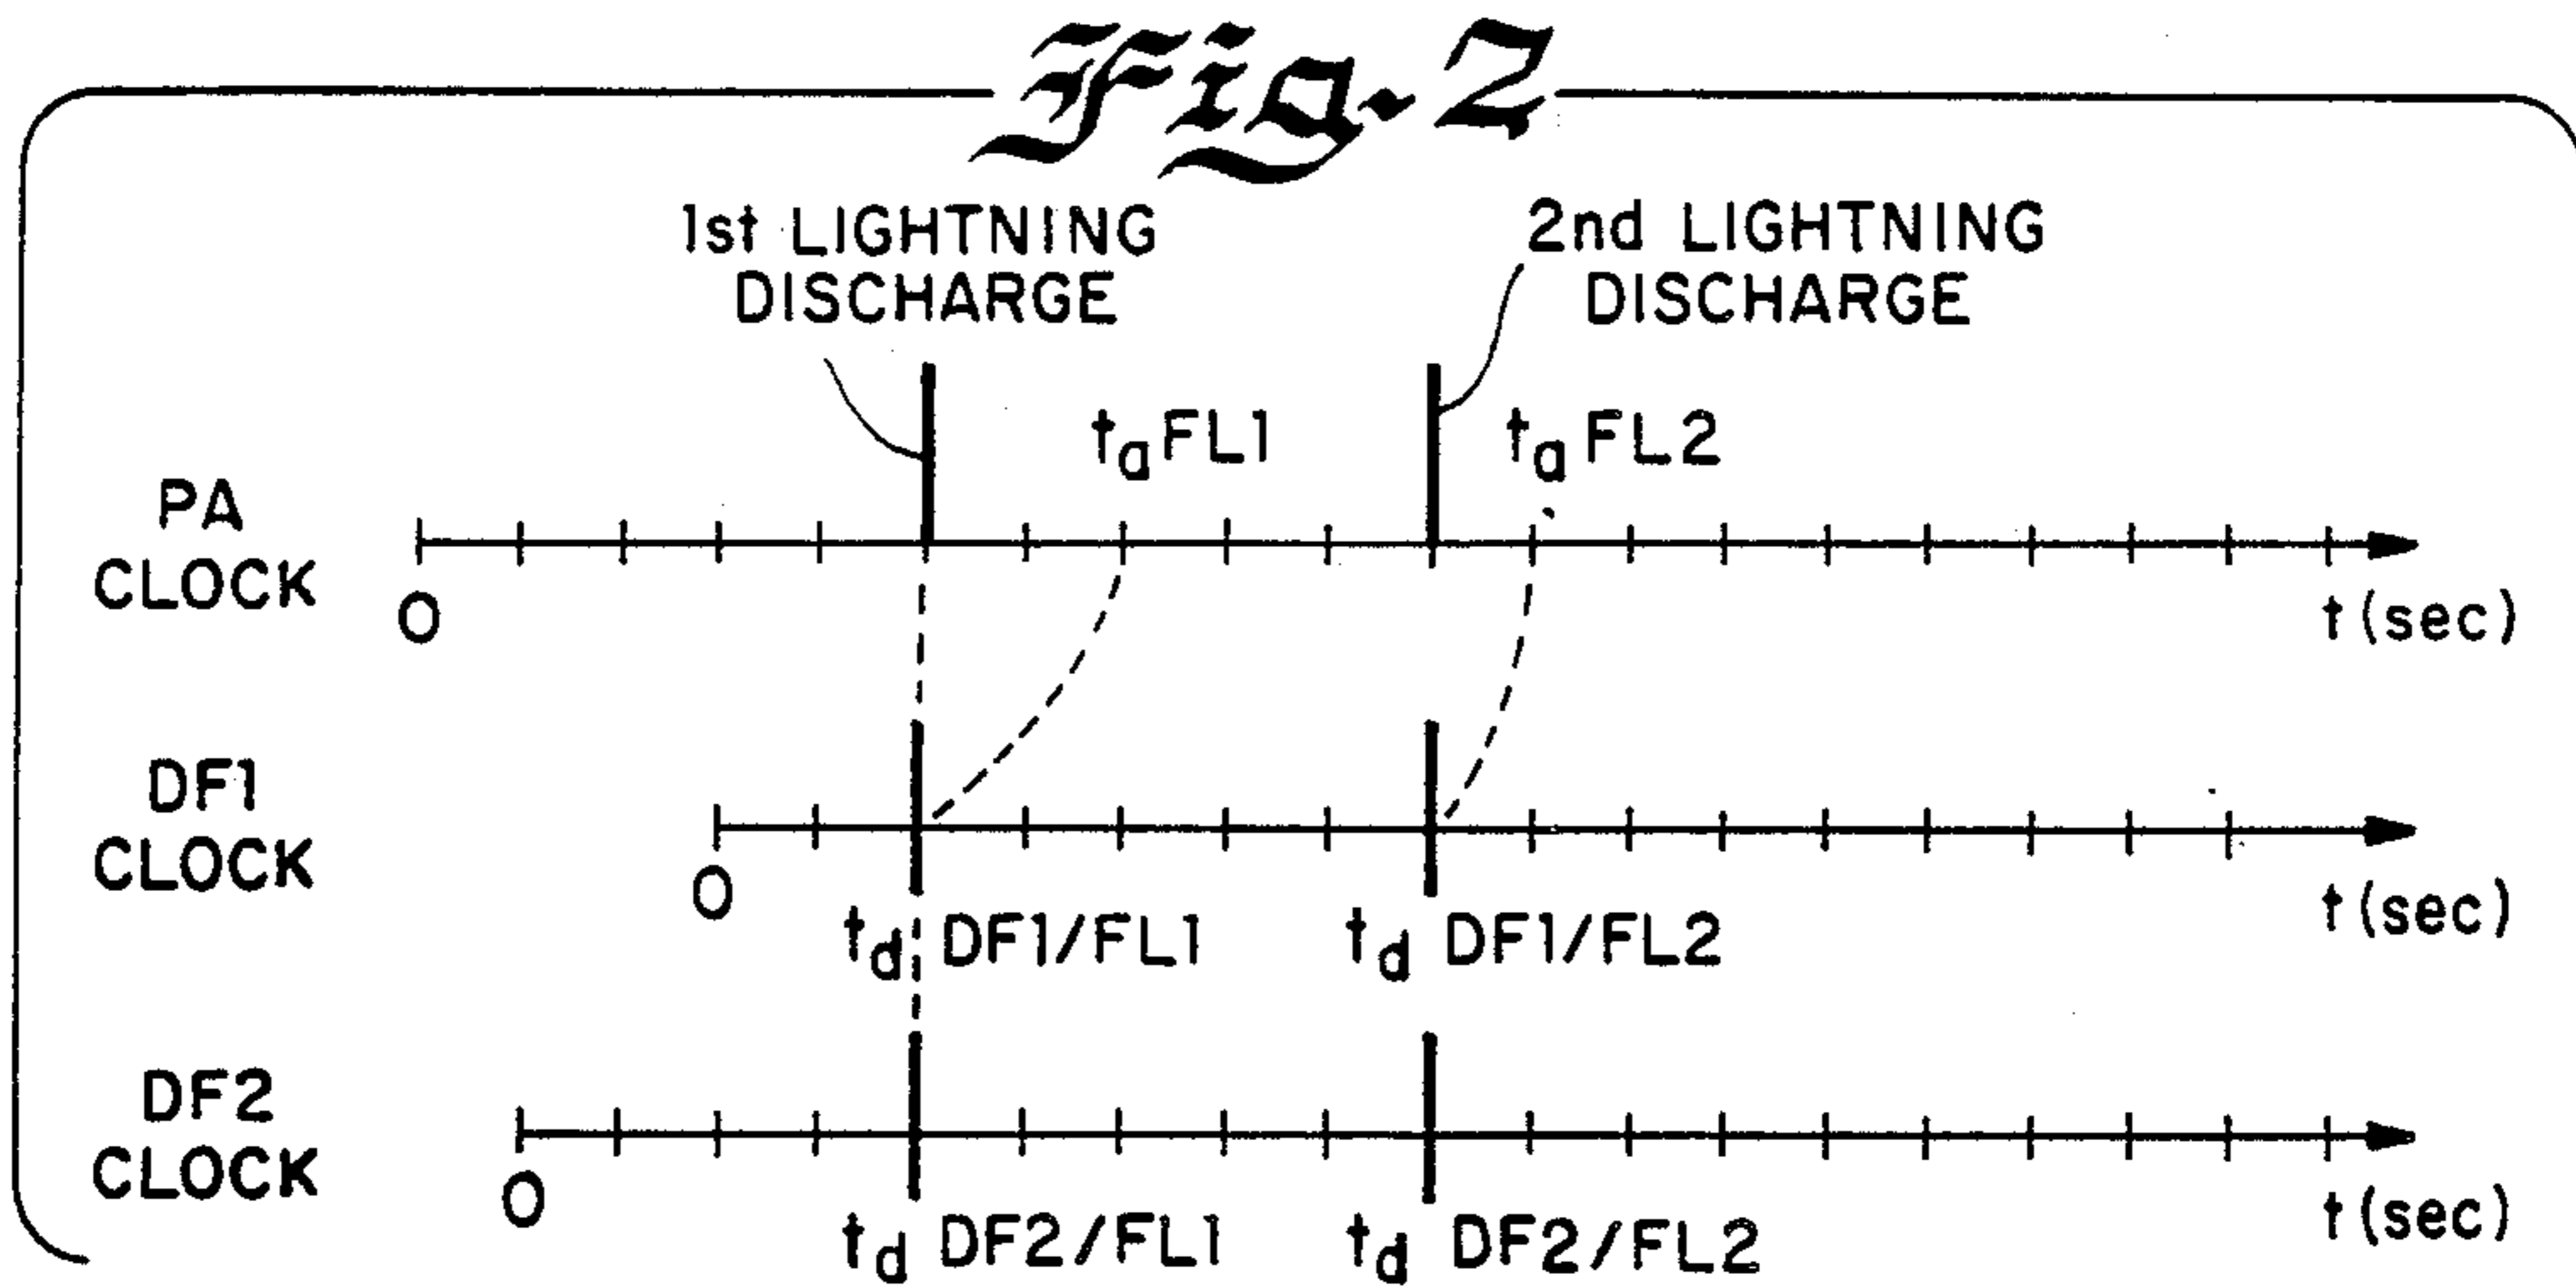 Fig. 2
1st LIGHTNING
DISCHARGE
2nd LIGHTNING
DISCHARGE
taFL1
taFL2
PA
CLOCK
0
t (sec)
DF1
CLOCK
0
td DF1/FL1
td DF1/FL2
t (sec)
DF2
CLOCK
0
td DF2/FL1
td DF2/FL2
t (sec)